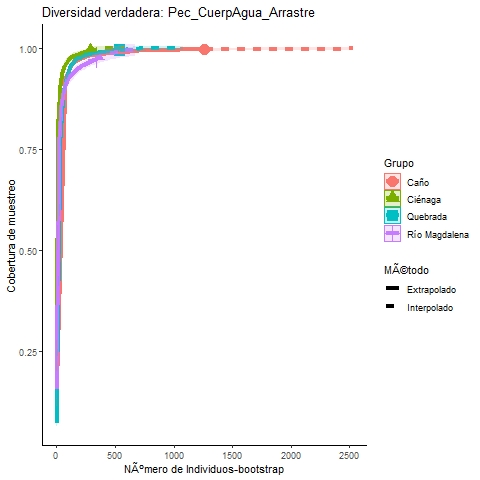 Diversidad verdadera: Pec_CuerpAgua_Arrastre
1.00
0.75
0.50
0.25
Cobertura de muestreo
0
500
1000
1500
2000
2500
NÃºmero de Individuos-bootstrap
Grupo
Caño
Ciénaga
Quebrada
Río Magdalena
MÃ©todo
Extrapolado
Interpolado